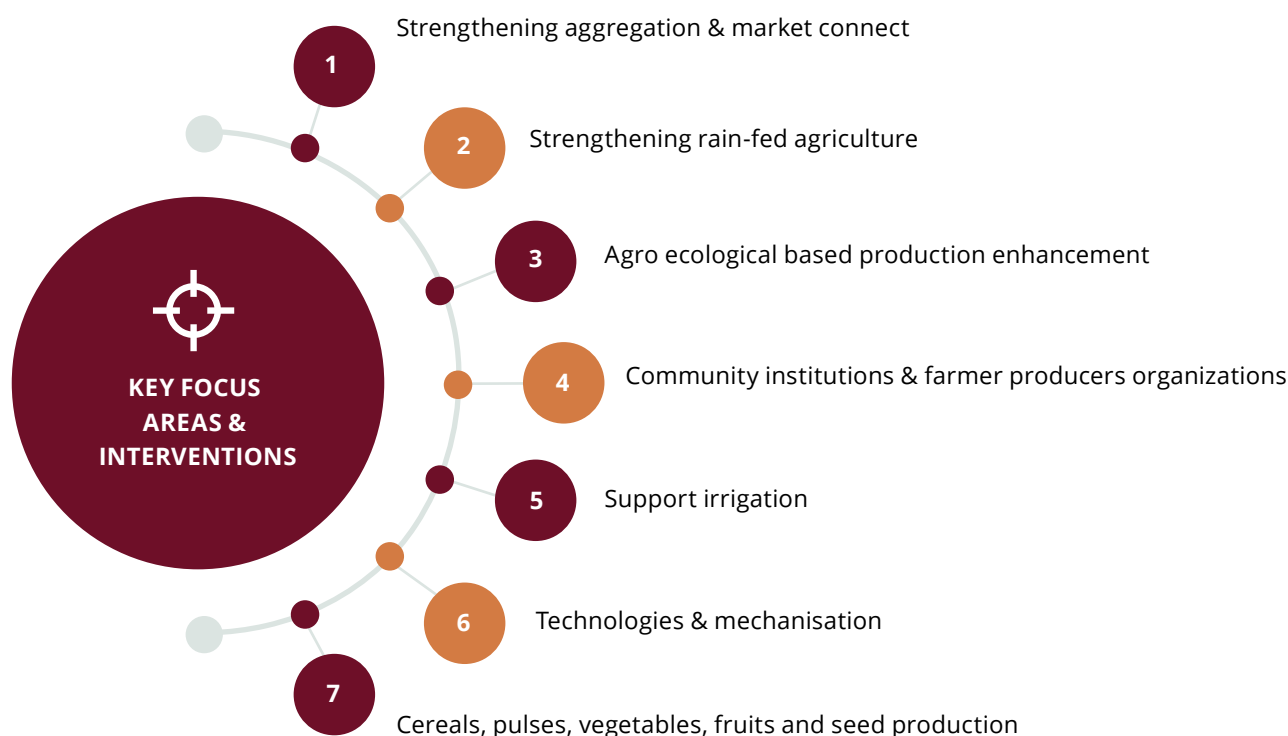 Strengthening aggregation & market connect
1
2
Strengthening rain-fed agriculture
3
Agro ecological based production enhancement
KEY FOCUS
AREAS &
INTERVENTIONS
4
Community institutions & farmer producers organizations
5
Support irrigation
6
Technologies & mechanisation
7
Cereals, pulses, vegetables, fruits and seed production